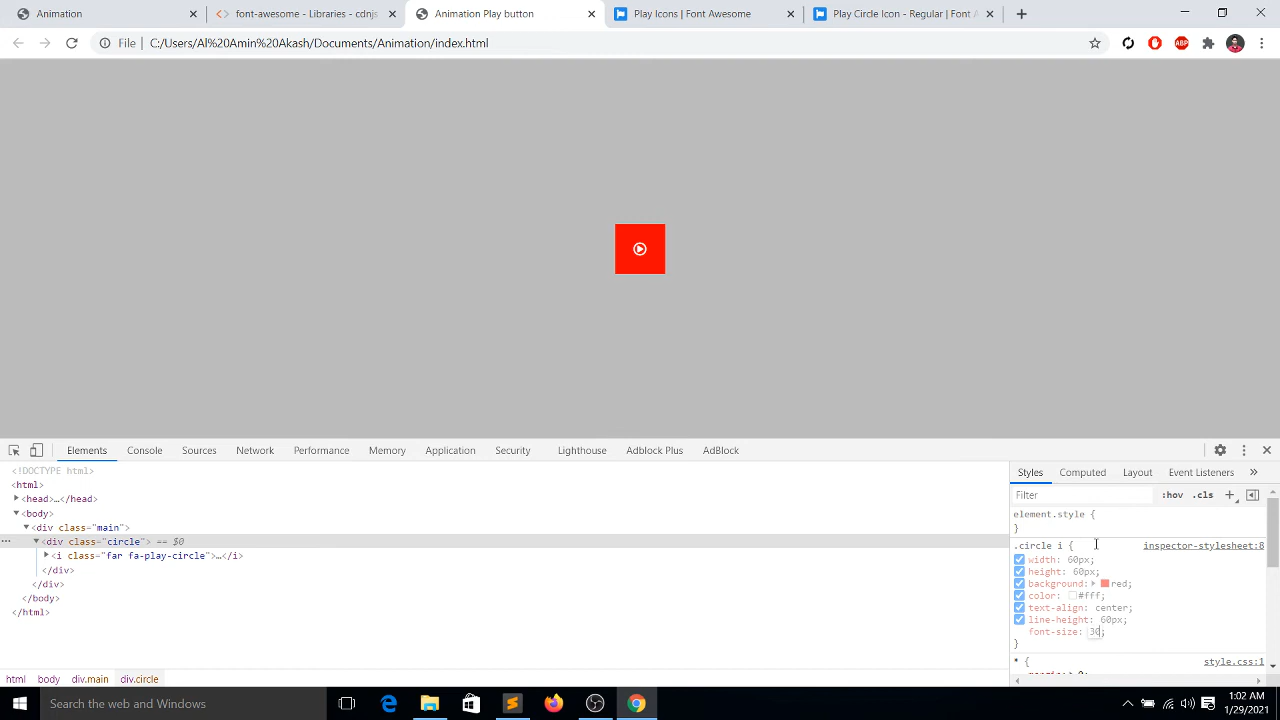 Animation
font-awesome - Libraries - cdnjs
Animation Play button
Play Icons | Font Awesome
Play Circle Icon - Regular | Font A
File | C:/Users/Al%20Amin%20Akash/Documents/Animation/index.html
ABP
Elements Console Sources Network Performance Memory Application Security Lighthouse Adblock Plus AdBlock
<!DOCTYPE html>
<html>
<head>…</head>
<body>
<div class="main">
<div class="circle"> == $0
<i class="far fa-play-circle">…</i>
</div>
</div>
</body>
</html>
html body div.main div.circle
Styles Computed Layout Event Listeners
Filter :hov .cls
element.style {
}
.circle i { inspector-stylesheet:8
width: 60px;
height: 60px;
background: red;
color: #fff;
text-align: center;
line-height: 60px;
font-size: 30;
}
* { style.css:1
Search the Web and Windows
1:02 AM
1/29/2021